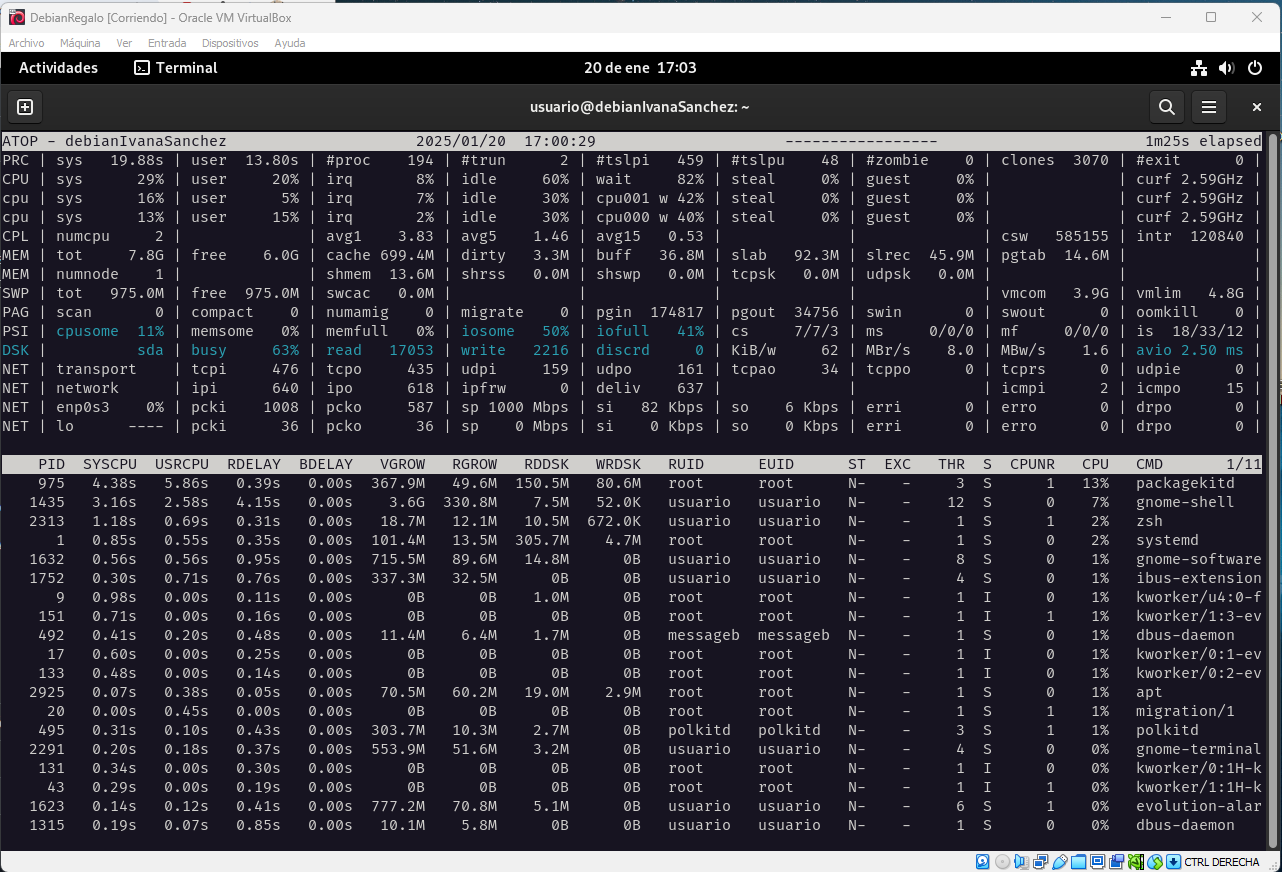 DebianRegalo [Corriendo] - Oracle VM VirtualBox
Archivo Máquina Ver Entrada Dispositivos Ayuda
Actividades Terminal 20 de ene 17:03
usuario@debianIvanaSanchez: ~
ATOP - debianIvanaSanchez 2025/01/20 17:00:29 ----------------- 1m25s elapsed
PRC | sys 19.88s | user 13.80s | #proc 194 | #trun 2 | #tslpi 459 | #tslpu 48 | #zombie 0 | clones 3070 | #exit 0 |
CPU | sys 29% | user 20% | irq 8% | idle 60% | wait 82% | steal 0% | guest 0% | | curf 2.59GHz |
cpu | sys 16% | user 5% | irq 7% | idle 30% | cpu001 w 42% | steal 0% | guest 0% | | curf 2.59GHz |
cpu | sys 13% | user 15% | irq 2% | idle 30% | cpu000 w 40% | steal 0% | guest 0% | | curf 2.59GHz |
CPL | numcpu 2 | | avg1 3.83 | avg5 1.46 | avg15 0.53 | | | csw 585155 | intr 120840 |
MEM | tot 7.8G | free 6.0G | cache 699.4M | dirty 3.3M | buff 36.8M | slab 92.3M | slrec 45.9M | pgtab 14.6M | |
MEM | numnode 1 | | shmem 13.6M | shrss 0.0M | shswp 0.0M | tcpsk 0.0M | udpsk 0.0M | | |
SWP | tot 975.0M | free 975.0M | swcac 0.0M | | | | | vmcom 3.9G | vmlim 4.8G |
PAG | scan 0 | compact 0 | numamig 0 | migrate 0 | pgin 174817 | pgout 34756 | swin 0 | swout 0 | oomkill 0 |
PSI | cpusome 11% | memsome 0% | memfull 0% | iosome 50% | iofull 41% | cs 7/7/3 | ms 0/0/0 | mf 0/0/0 | is 18/33/12 |
DSK | sda | busy 63% | read 17053 | write 2216 | discrd 0 | KiB/w 62 | MBr/s 8.0 | MBw/s 1.6 | avio 2.50 ms |
NET | transport | tcpi 476 | tcpo 435 | udpi 159 | udpo 161 | tcpao 34 | tcppo 0 | tcprs 0 | udpie 0 |
NET | network | ipi 640 | ipo 618 | ipfrw 0 | deliv 637 | | | icmpi 2 | icmpo 15 |
NET | enp0s3 0% | pcki 1008 | pcko 587 | sp 1000 Mbps | si 82 Kbps | so 6 Kbps | erri 0 | erro 0 | drpo 0 |
NET | lo ---- | pcki 36 | pcko 36 | sp 0 Mbps | si 0 Kbps | so 0 Kbps | erri 0 | erro 0 | drpo 0 |
PID SYSCPU USRCPU RDELAY BDELAY VGROW RGROW RDDSK WRDSK RUID EUID ST EXC THR S CPUNR CPU CMD 1/11
975 4.38s 5.86s 0.39s 0.00s 367.9M 49.6M 150.5M 80.6M root root N- - 3 S 1 13% packagekitd
1435 3.16s 2.58s 4.15s 0.00s 3.6G 330.8M 7.5M 52.0K usuario usuario N- - 12 S 0 7% gnome-shell
2313 1.18s 0.69s 0.31s 0.00s 18.7M 12.1M 10.5M 672.0K usuario usuario N- - 1 S 1 2% zsh
1 0.85s 0.55s 0.35s 0.00s 101.4M 13.5M 305.7M 4.7M root root N- - 1 S 0 2% systemd
1632 0.56s 0.56s 0.95s 0.00s 715.5M 89.6M 14.8M 0B usuario usuario N- - 8 S 0 1% gnome-software
1752 0.30s 0.71s 0.76s 0.00s 337.3M 32.5M 0B 0B usuario usuario N- - 4 S 0 1% ibus-extension
9 0.98s 0.00s 0.11s 0.00s 0B 0B 1.0M 0B root root N- - 1 I 0 1% kworker/u4:0-f
151 0.71s 0.00s 0.16s 0.00s 0B 0B 0B 0B root root N- - 1 I 1 1% kworker/1:3-ev
492 0.41s 0.20s 0.48s 0.00s 11.4M 6.4M 1.7M 0B messageb messageb N- - 1 S 0 1% dbus-daemon
17 0.60s 0.00s 0.25s 0.00s 0B 0B 0B 0B root root N- - 1 I 0 1% kworker/0:1-ev
133 0.48s 0.00s 0.14s 0.00s 0B 0B 0B 0B root root N- - 1 I 0 1% kworker/0:2-ev
2925 0.07s 0.38s 0.05s 0.00s 70.5M 60.2M 19.0M 2.9M root root N- - 1 S 0 1% apt
20 0.00s 0.45s 0.00s 0.00s 0B 0B 0B 0B root root N- - 1 S 1 1% migration/1
495 0.31s 0.10s 0.43s 0.00s 303.7M 10.3M 2.7M 0B polkitd polkitd N- - 3 S 1 1% polkitd
2291 0.20s 0.18s 0.37s 0.00s 553.9M 51.6M 3.2M 0B usuario usuario N- - 4 S 0 0% gnome-terminal
131 0.34s 0.00s 0.30s 0.00s 0B 0B 0B 0B root root N- - 1 I 0 0% kworker/0:1H-k
43 0.29s 0.00s 0.19s 0.00s 0B 0B 0B 0B root root N- - 1 I 1 0% kworker/1:1H-k
1623 0.14s 0.12s 0.41s 0.00s 777.2M 70.8M 5.1M 0B usuario usuario N- - 6 S 1 0% evolution-alar
1315 0.19s 0.07s 0.85s 0.00s 10.1M 5.8M 0B 0B usuario usuario N- - 1 S 0 0% dbus-daemon
CTRL DERECHA